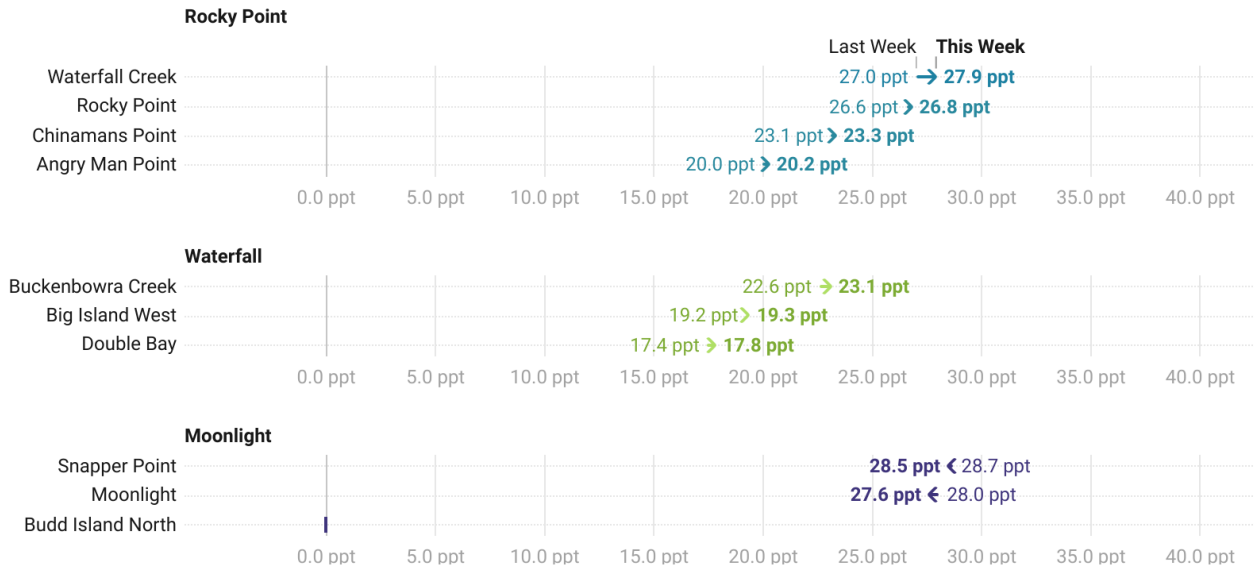 Rocky Point
Last Week This Week
Waterfall Creek 27.0 ppt 27.9 ppt
Rocky Point 26.6 ppt 26.8 ppt
Chinamans Point 23.1 ppt 23.3 ppt
Angry Man Point 20.0 ppt 20.2 ppt
0.0 ppt 5.0 ppt 10.0 ppt 15.0 ppt 20.0 ppt 25.0 ppt 30.0 ppt 35.0 ppt 40.0 ppt
Waterfall
Buckenbowra Creek 22.6 ppt 23.1 ppt
Big Island West 19.2 ppt 19.3 ppt
Double Bay 17.4 ppt 17.8 ppt
0.0 ppt 5.0 ppt 10.0 ppt 15.0 ppt 20.0 ppt 25.0 ppt 30.0 ppt 35.0 ppt 40.0 ppt
Moonlight
Snapper Point 28.5 ppt 28.7 ppt
Moonlight 27.6 ppt 28.0 ppt
Budd Island North
0.0 ppt 5.0 ppt 10.0 ppt 15.0 ppt 20.0 ppt 25.0 ppt 30.0 ppt 35.0 ppt 40.0 ppt